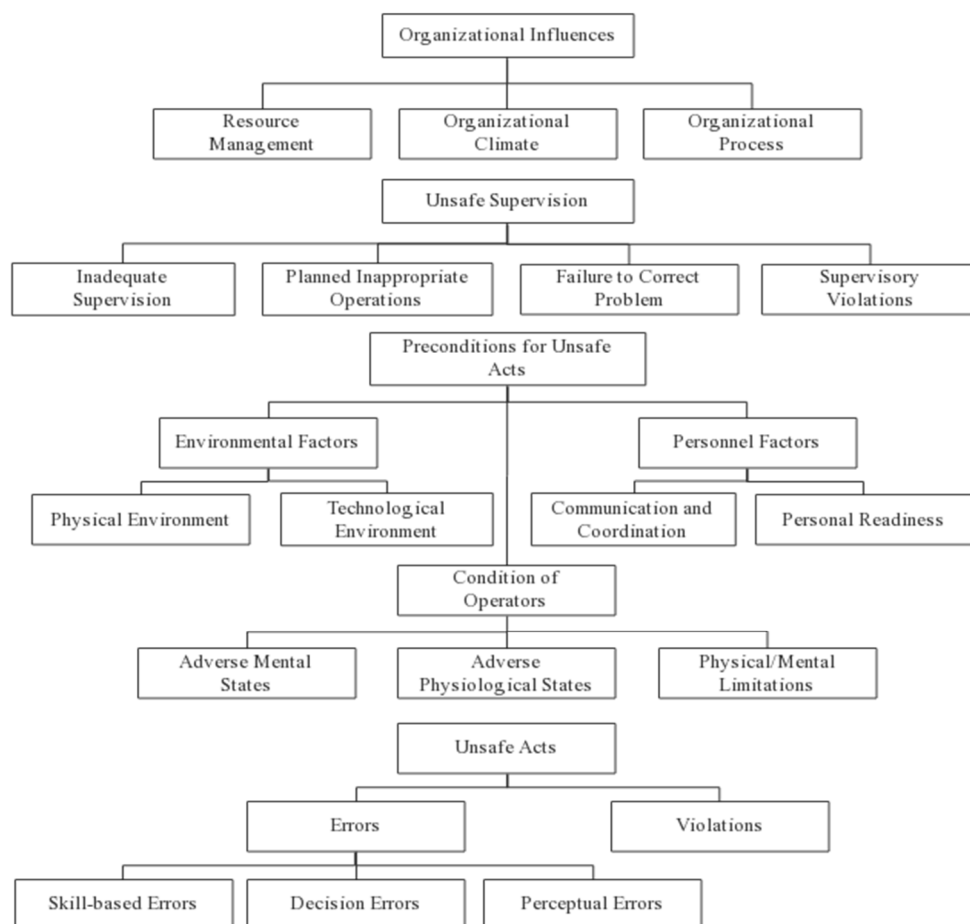 Organizational Influences
Resource
Management
Organizational
Climate
Organizational
Process
Unsafe Supervision
Inadequate
Supervision
Planned Inappropriate
Operations
Failure to Correct
Problem
Supervisory
Violations
Preconditions for Unsafe
Acts
Environmental Factors
Personnel Factors
Physical Environment
Technological
Environment
Communication and
Coordination
Personal Readiness
Condition of
Operators
Adverse Mental
States
Adverse
Physiological States
Physical/Mental
Limitations
Unsafe Acts
Errors
Violations
Skill-based Errors
Decision Errors
Perceptual Errors